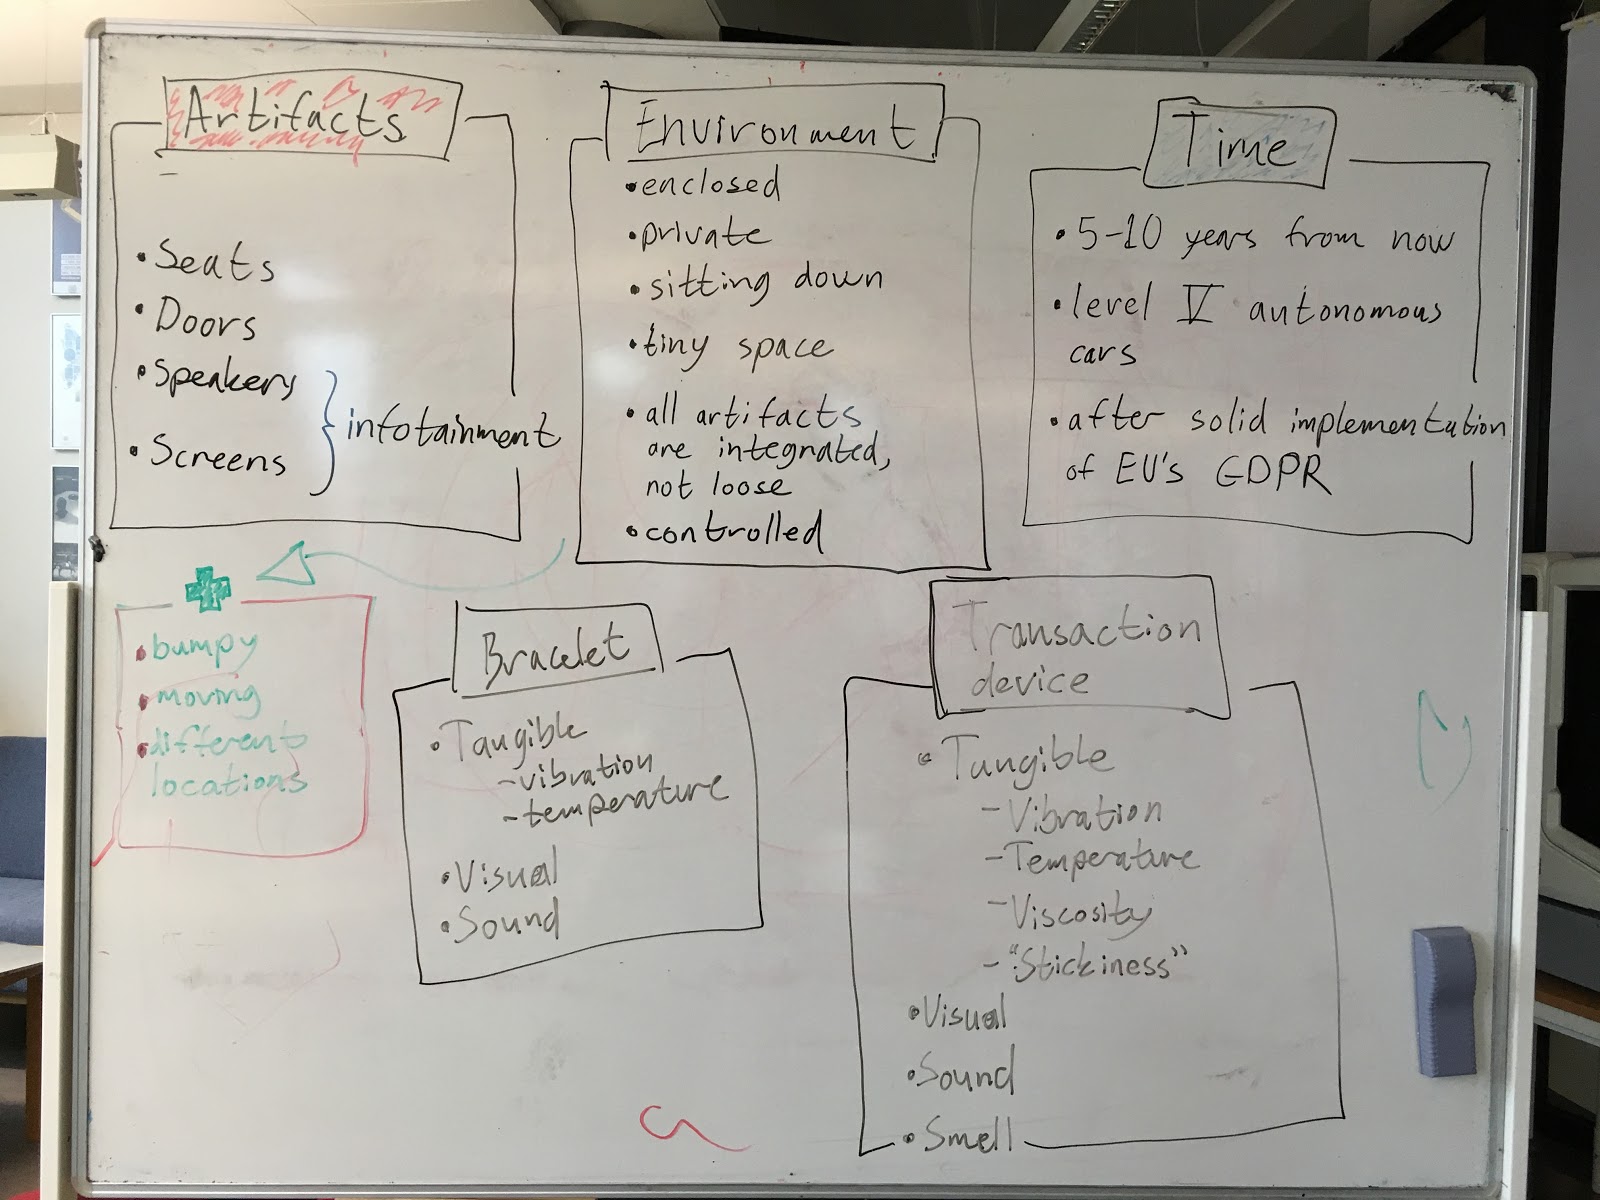 Artifacts
• Seats
• Doors
• Speakers
• Screens
infotainment
Environment
• enclosed
• private
• sitting down
• tiny space
• all artifacts
are integrated,
not loose
• controlled
Time
• 5-10 years from now
• level V autonomous
cars
• after solid implementation
of EU's GDPR
• bumpy
• moving
• different
locations
Bracelet
• Tangible
- vibration
- temperature
• Visual
• Sound
Transaction
device
• Tangible
- Vibration
- Temperature
- Viscosity
- "Stickiness"
• Visual
• Sound
• Smell